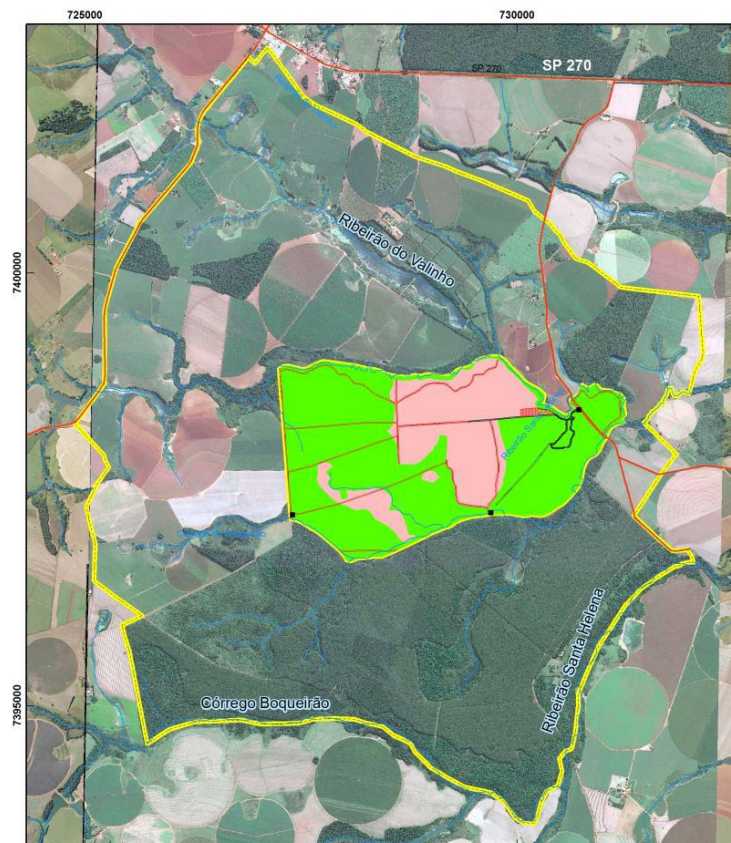 725000
730000
SP 270
SP 270
7400000
Ribeirão do Valinho
7395000
Córrego Boqueirão
Ribeirão Santa Helena